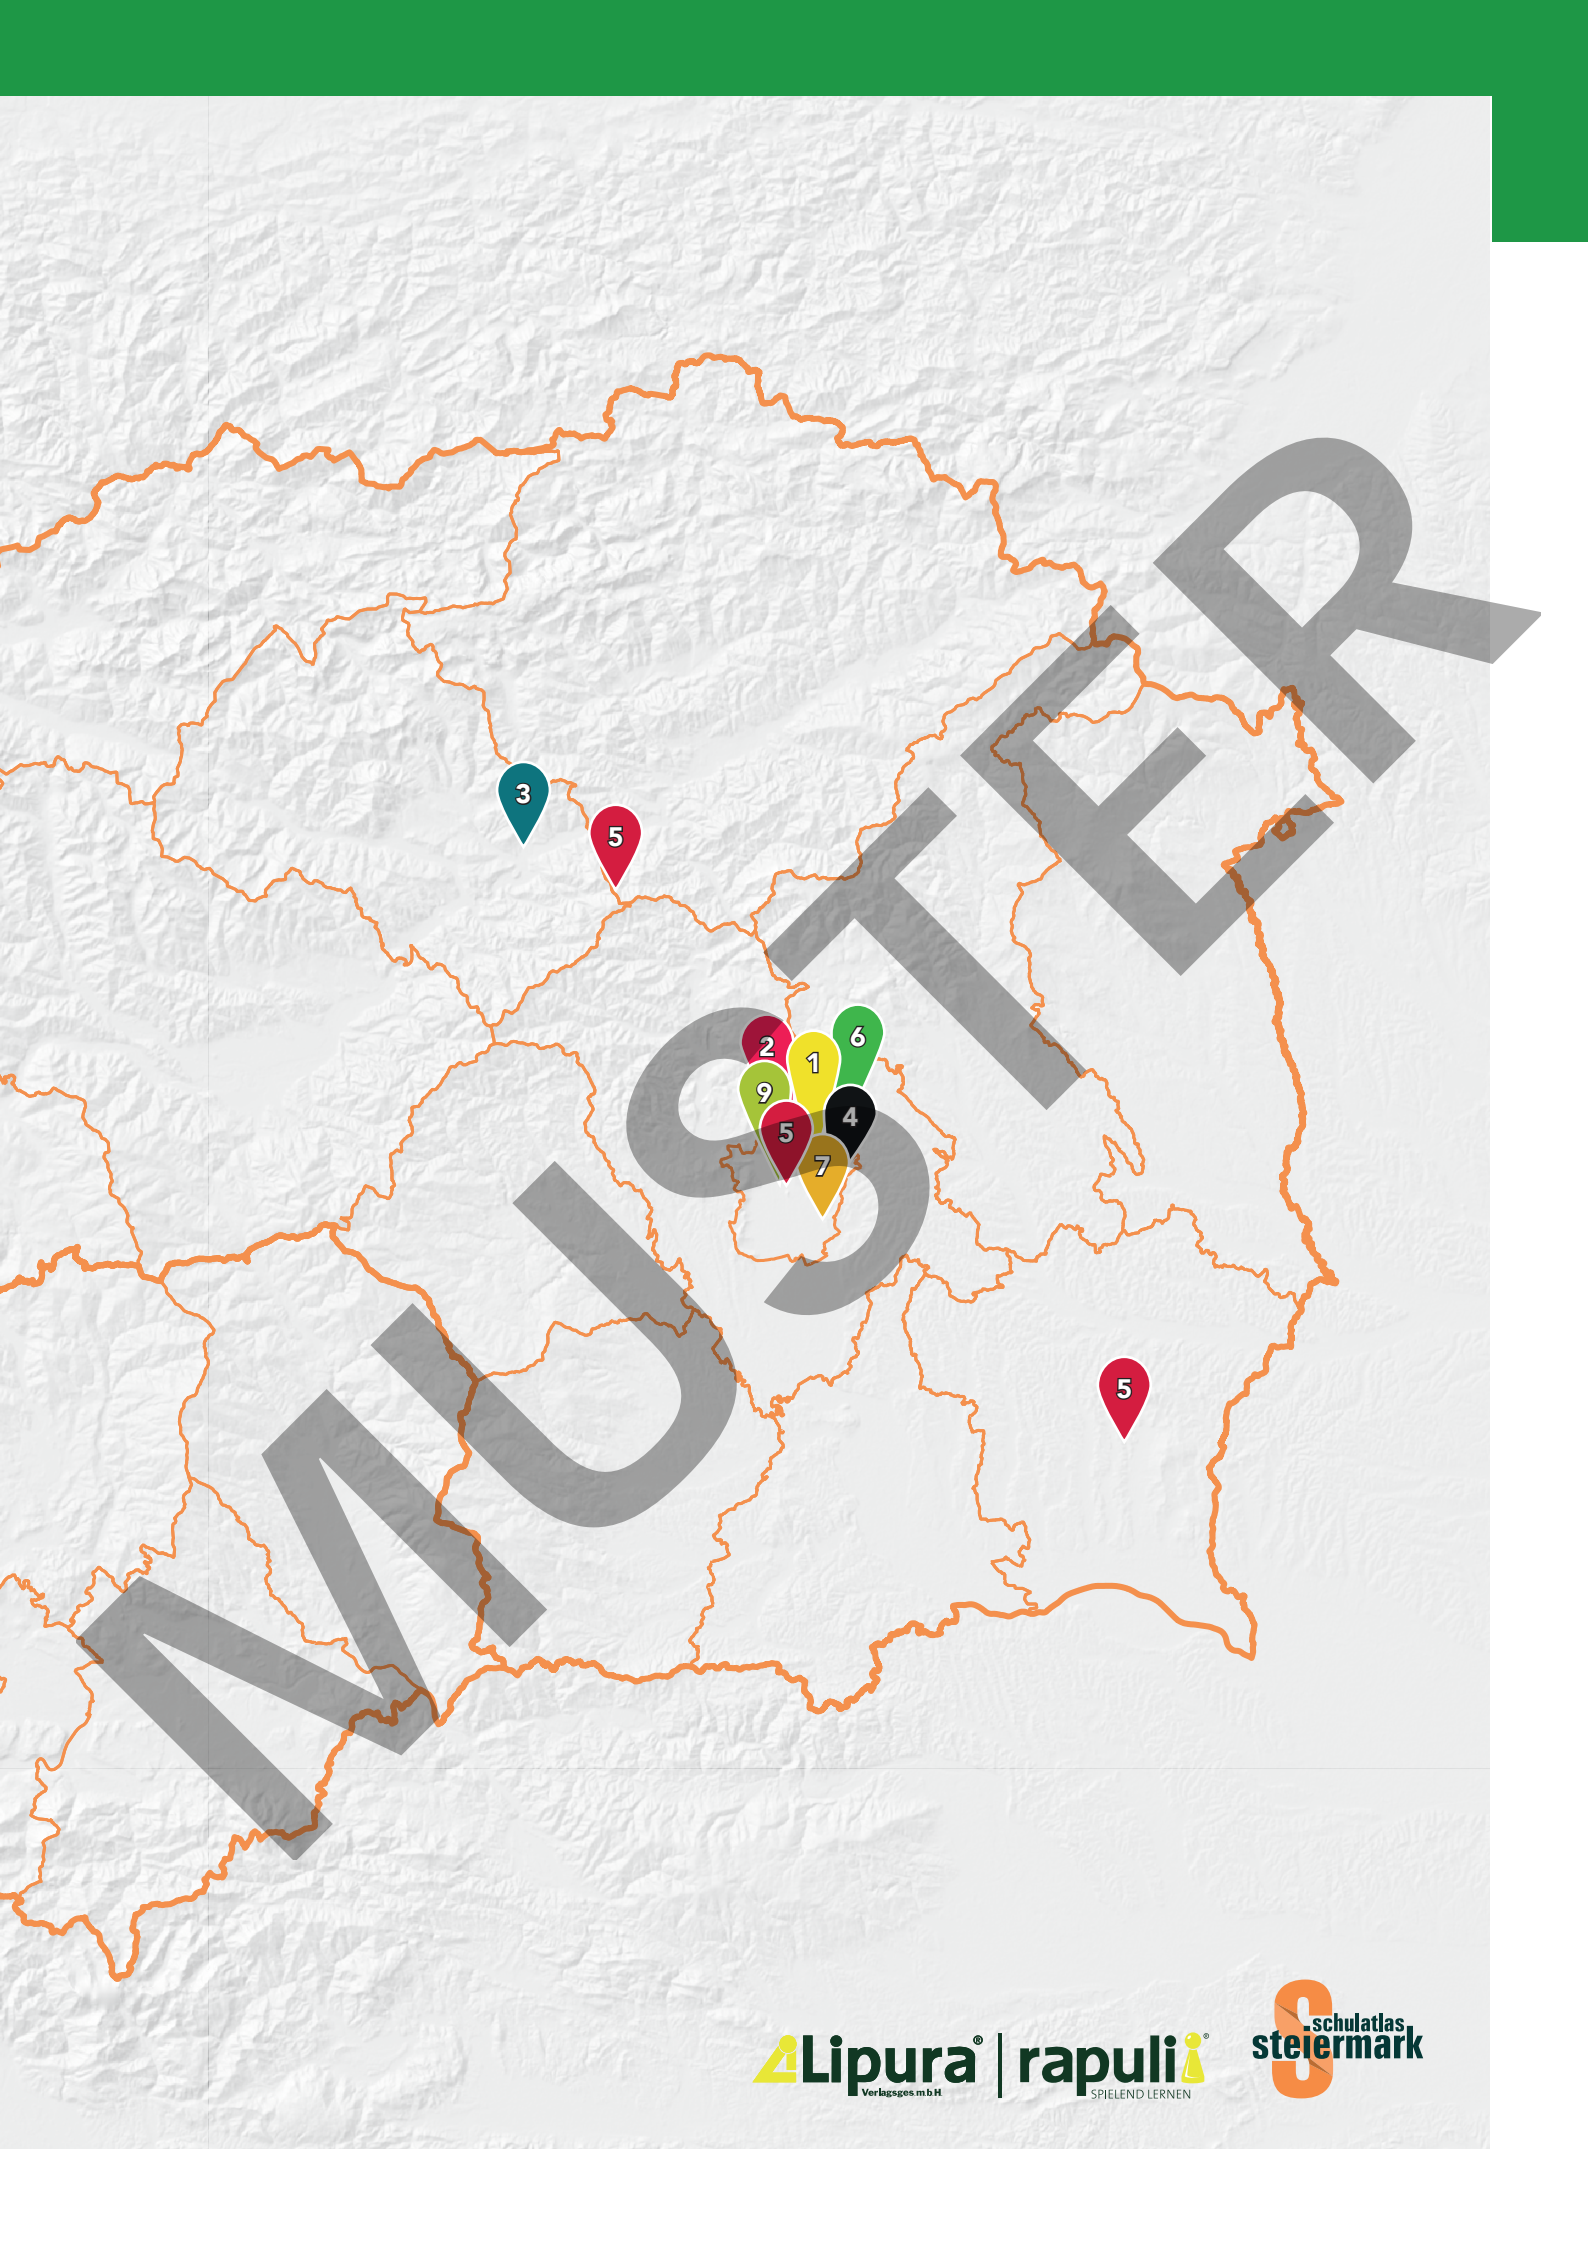 3
5
2
6
1
9
4
5
7
5
MUSTER
Lipura®
Verlagsges.m.b.H.
rapuli®
SPIELEND LERNEN
schulatlas
steiermark